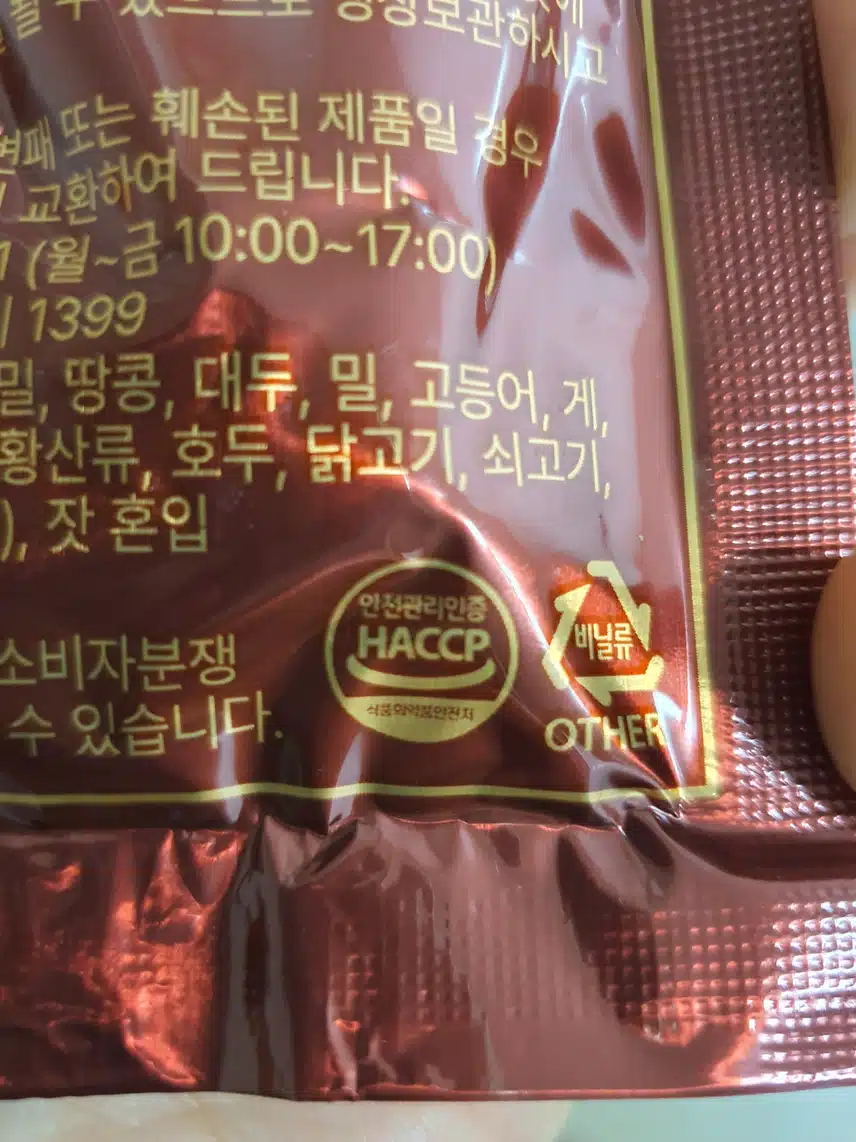 수 있으므로 냉장보관하시고
변패 또는 훼손된 제품일 경우
교환하여 드립니다.
1 (월~금 10:00~17:00)
1399
밀, 땅콩, 대두, 밀, 고등어, 게,
황산류, 호두, 닭고기, 쇠고기,
), 잣 혼입
안전관리인증
HACCP
식품의약품안전처
비닐류
OTHER
소비자분쟁
수 있습니다.